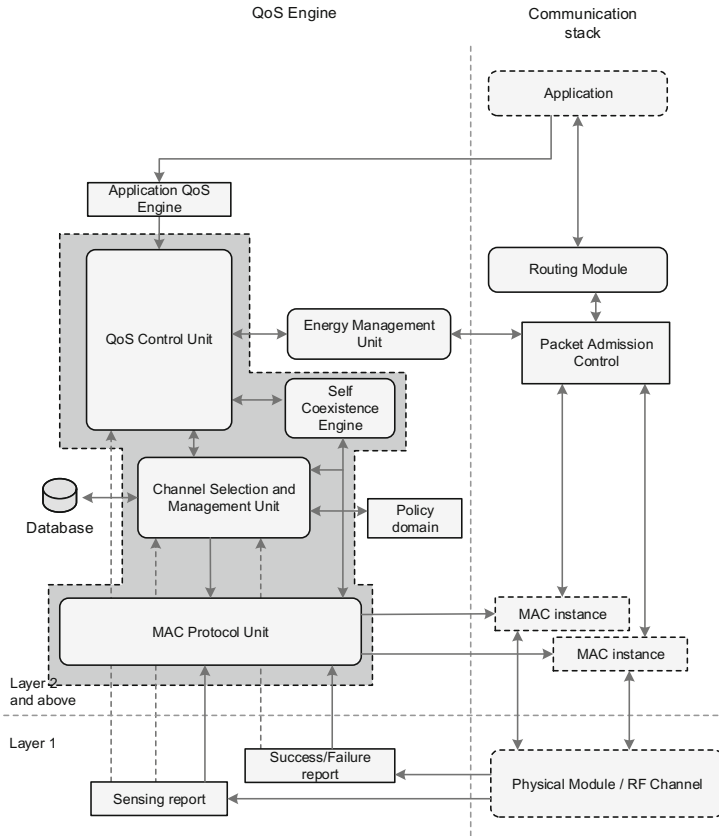 QoS Engine
Communication
stack
Application
Application QoS
Engine
Routing Module
QoS Control Unit
Energy Management
Unit
Packet Admission
Control
Self
Coexistence
Engine
Channel Selection and
Management Unit
Database
Policy
domain
MAC Protocol Unit
MAC instance
MAC instance
Layer 2
and above
Layer 1
Success/Failure
report
Sensing report
Physical Module / RF Channel